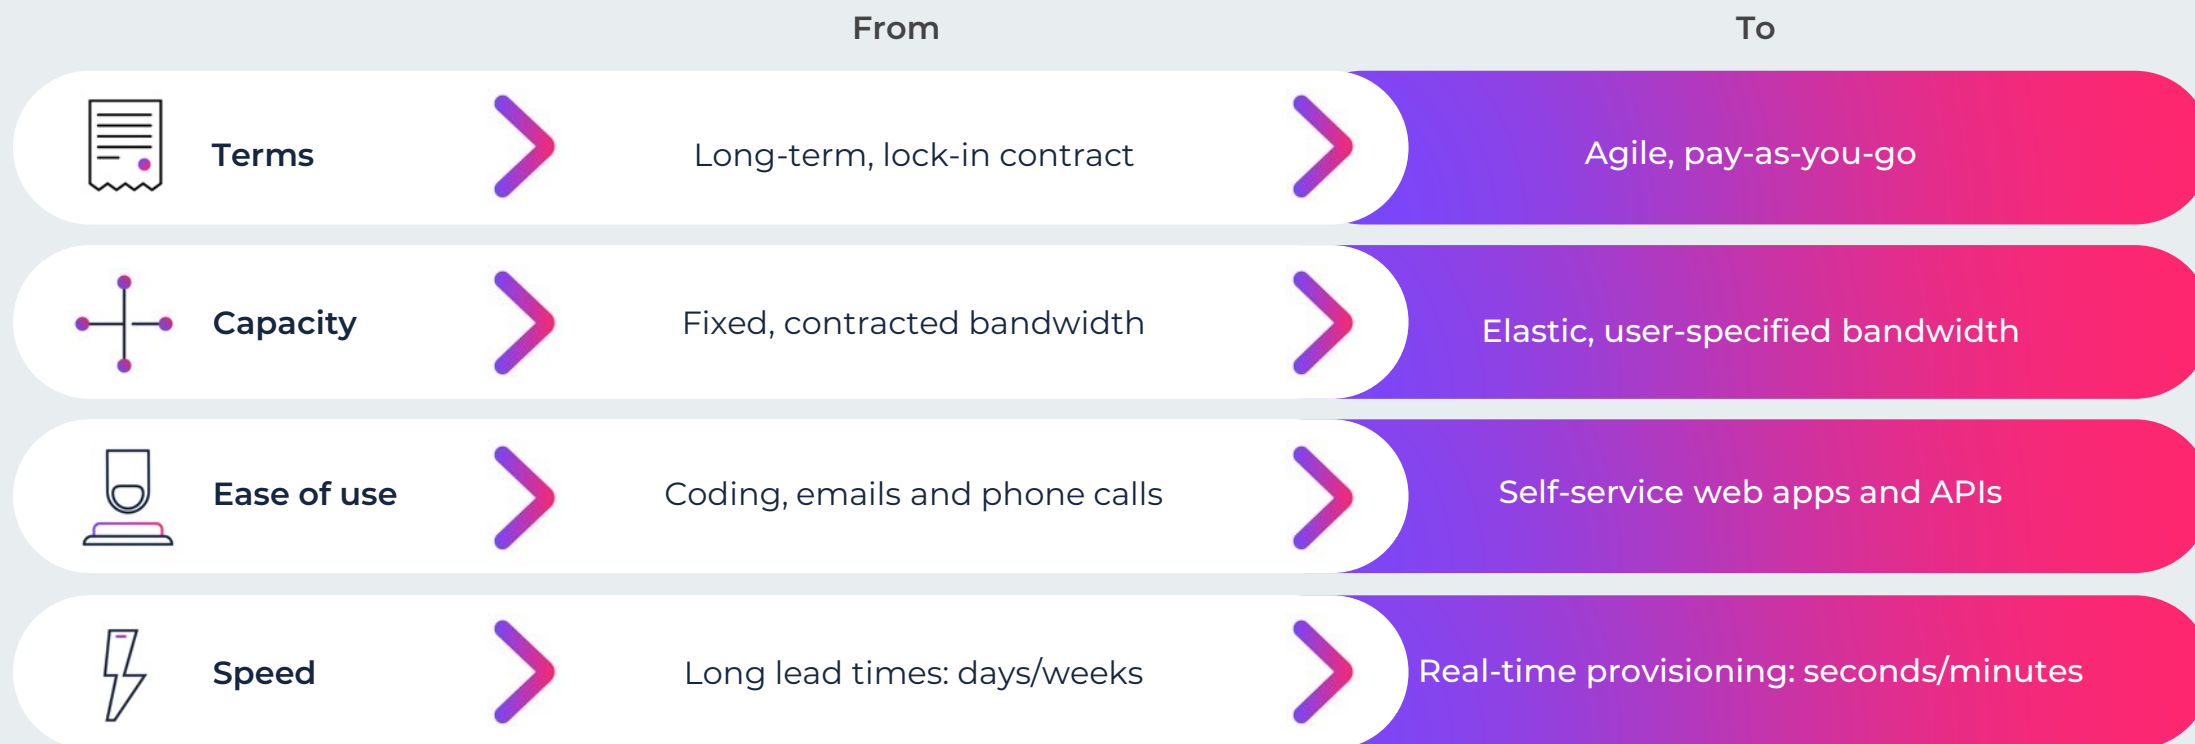 From
To
Terms
Long-term, lock-in contract
Agile, pay-as-you-go
Capacity
Fixed, contracted bandwidth
Elastic, user-specified bandwidth
Ease of use
Coding, emails and phone calls
Self-service web apps and APIs
Speed
Long lead times: days/weeks
Real-time provisioning: seconds/minutes